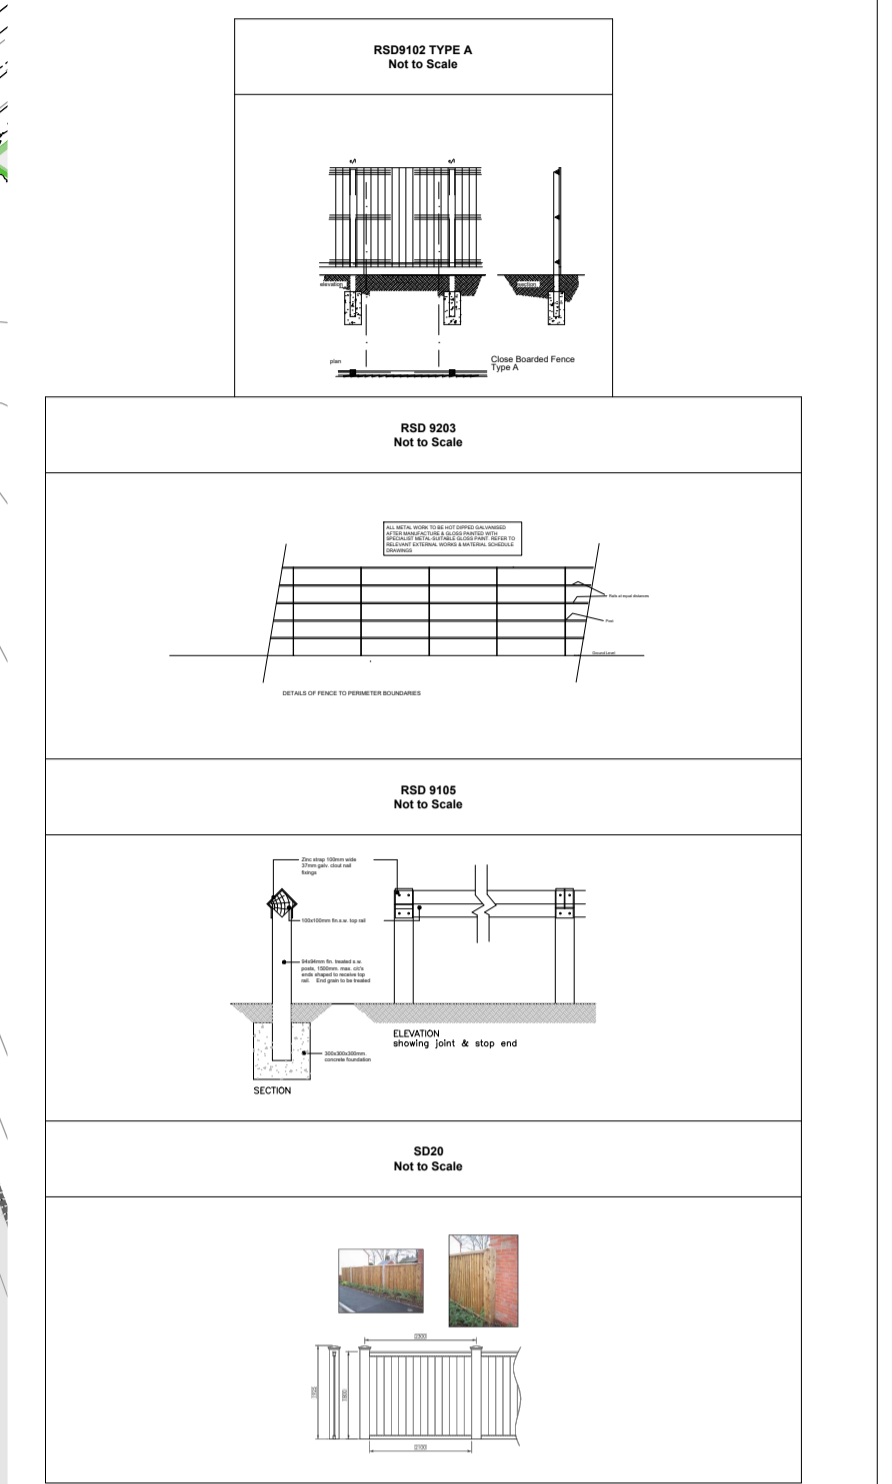 RSD9102 TYPE A
Not to Scale
elevation
section
plan
Close Boarded Fence
Type A
RSD 9203
Not to Scale
ALL METAL WORK TO BE HOT DIPPED GALVANISED
AFTER MANUFACTURE & GLOSS PAINTED WITH
SPECIALIST METAL-SUITABLE GLOSS PAINT. REFER TO
RELEVANT EXTERNAL WORKS & MATERIAL SCHEDULE
DRAWINGS
Rails at equal distances
Post
Ground Level
DETAILS OF FENCE TO PERIMETER BOUNDARIES
RSD 9105
Not to Scale
Zinc strap 100mm wide
37mm galv. clout nail
fixings
100x100mm fin.s.w. top rail
94x94mm fin. treated s.w.
posts, 1500mm. max. c/c's
ends shaped to receive top
rail. End grain to be treated
300x300x300mm.
concrete foundation
ELEVATION
showing joint & stop end
SECTION
SD20
Not to Scale
2300
1800
2100